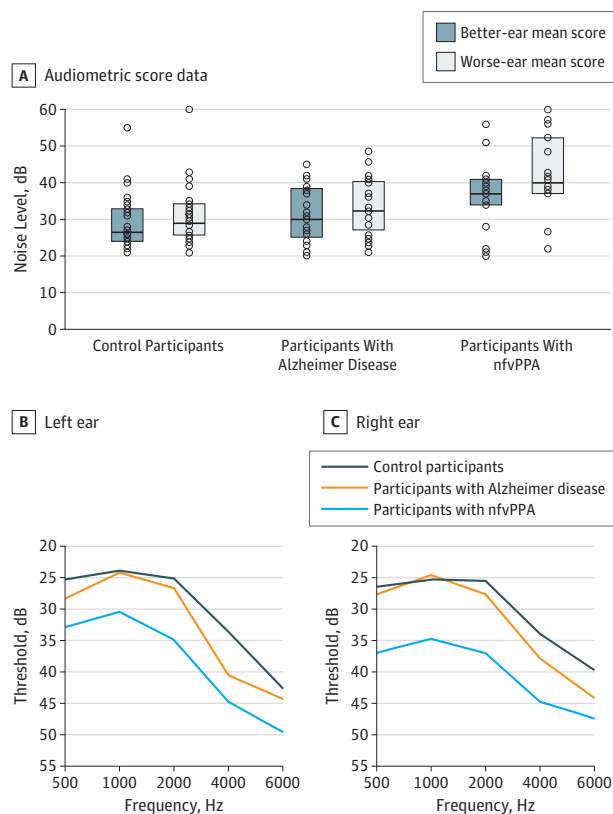 Better-ear mean score
Worse-ear mean score
A Audiometric score data
Noise Level, dB
60
50
40
30
20
10
0
Control Participants
Participants With
Alzheimer Disease
Participants With
nfvPPA
B Left ear
C Right ear
Control participants
Participants with Alzheimer disease
Participants with nfvPPA
Threshold, dB
20
25
30
35
40
45
50
55
500 1000 2000 4000 6000
Frequency, Hz
Threshold, dB
20
25
30
35
40
45
50
55
500 1000 2000 4000 6000
Frequency, Hz